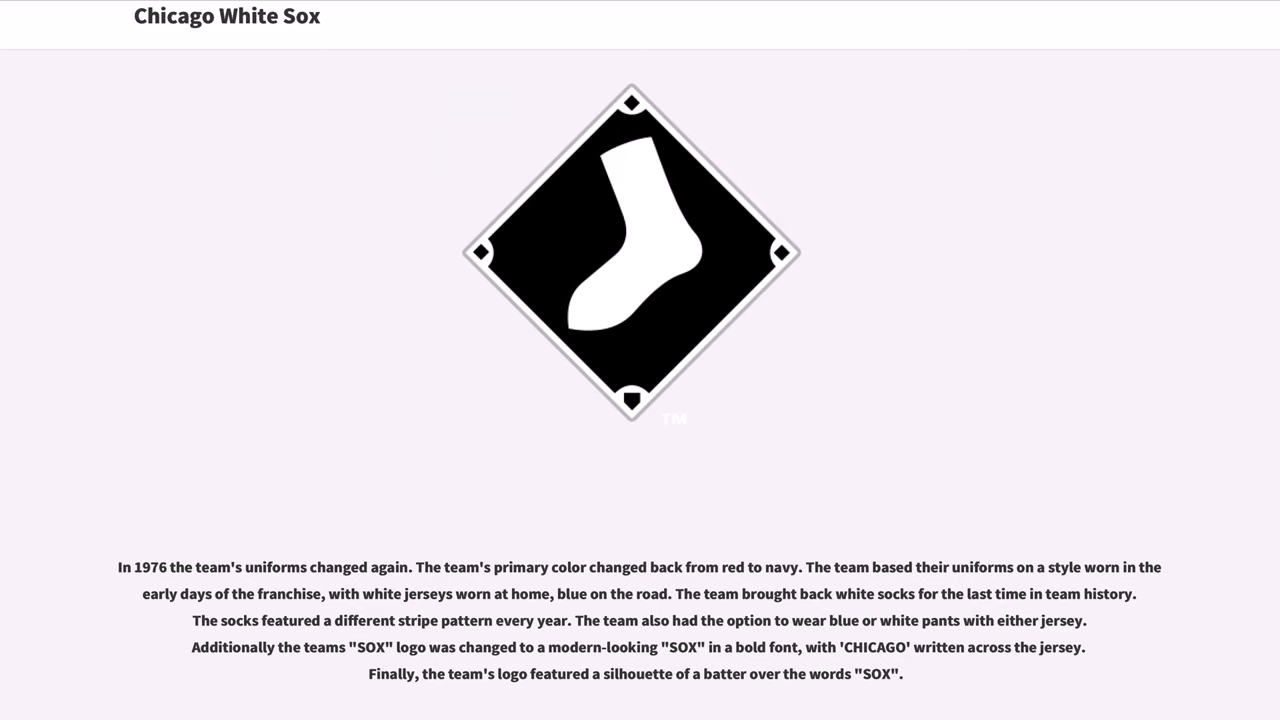 Chicago White Sox
TM
In 1976 the team's uniforms changed again. The team's primary color changed back from red to navy. The team based their uniforms on a style worn in the
early days of the franchise, with white jerseys worn at home, blue on the road. The team brought back white socks for the last time in team history.
The socks featured a different stripe pattern every year. The team also had the option to wear blue or white pants with either jersey.
Additionally the teams "SOX" logo was changed to a modern-looking "SOX" in a bold font, with 'CHICAGO' written across the jersey.
Finally, the team's logo featured a silhouette of a batter over the words "SOX".